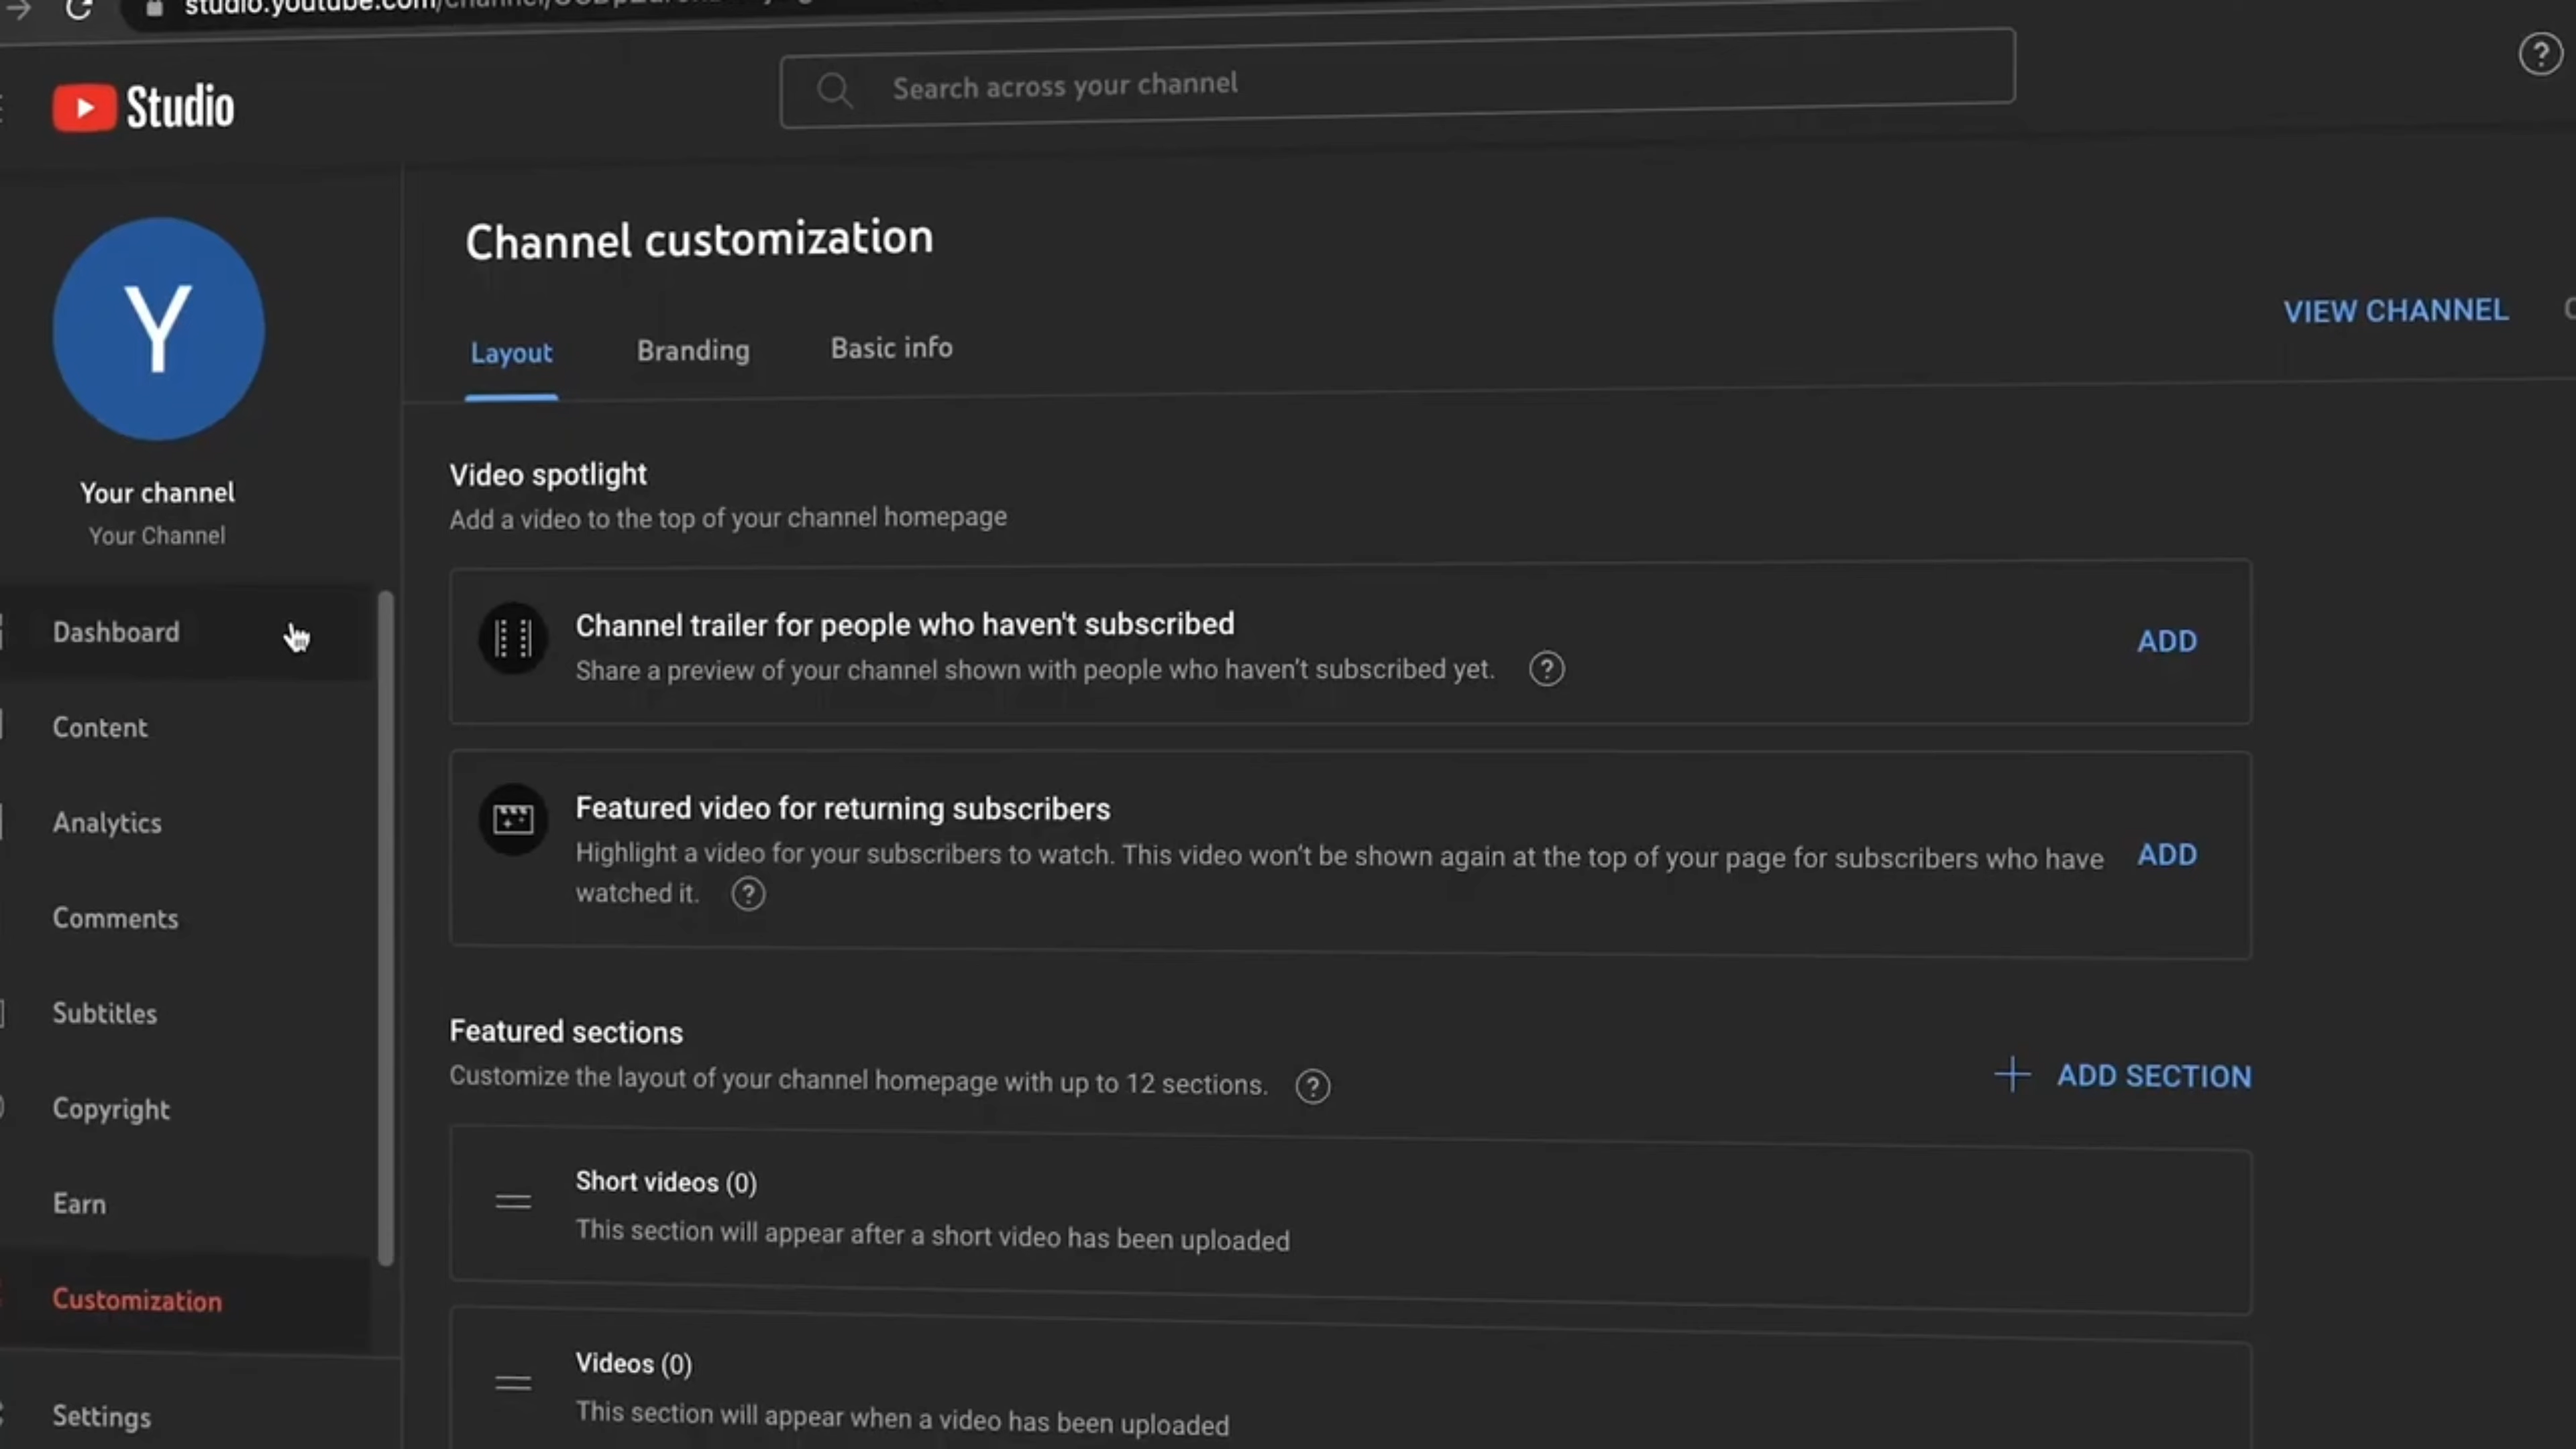 studio.youtube.com/channel/
Studio
Search across your channel
Y
Your channel
Your Channel
Dashboard
Content
Analytics
Comments
Subtitles
Copyright
Earn
Customization
Settings
Channel customization
Layout
Branding
Basic info
VIEW CHANNEL
Video spotlight
Add a video to the top of your channel homepage
Channel trailer for people who haven't subscribed
Share a preview of your channel shown with people who haven't subscribed yet. ?
ADD
Featured video for returning subscribers
Highlight a video for your subscribers to watch. This video won't be shown again at the top of your page for subscribers who have
watched it. ?
ADD
Featured sections
Customize the layout of your channel homepage with up to 12 sections. ?
ADD SECTION
Short videos (0)
This section will appear after a short video has been uploaded
Videos (0)
This section will appear when a video has been uploaded